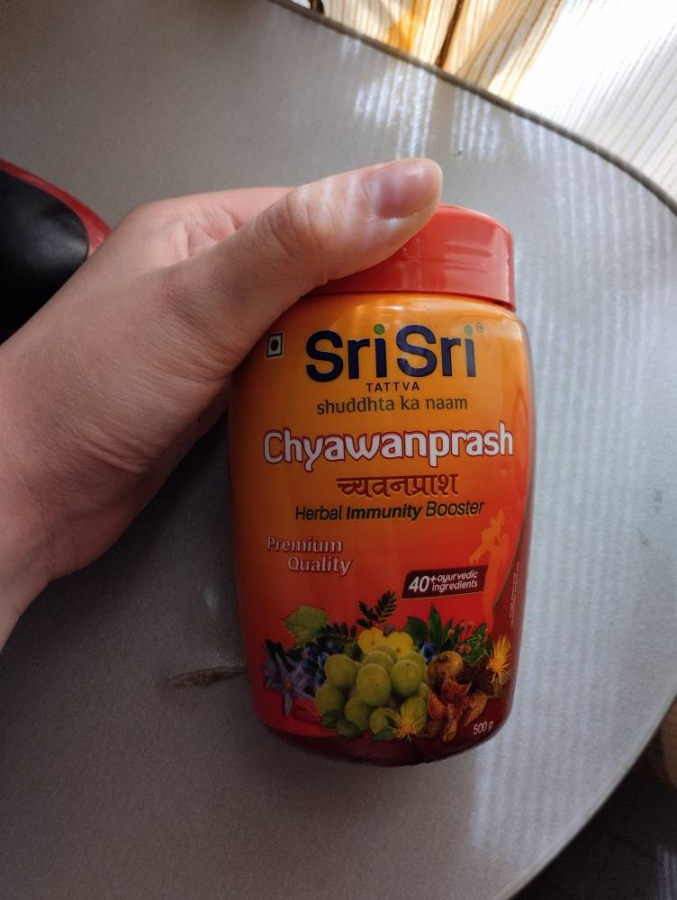 Sri Sri
TATTVA
shuddhta ka naam
Chyawanprash
च्यवनप्राश
Herbal Immunity Booster
Premium
Quality
40+ ayurvedic
ingredients
500 g